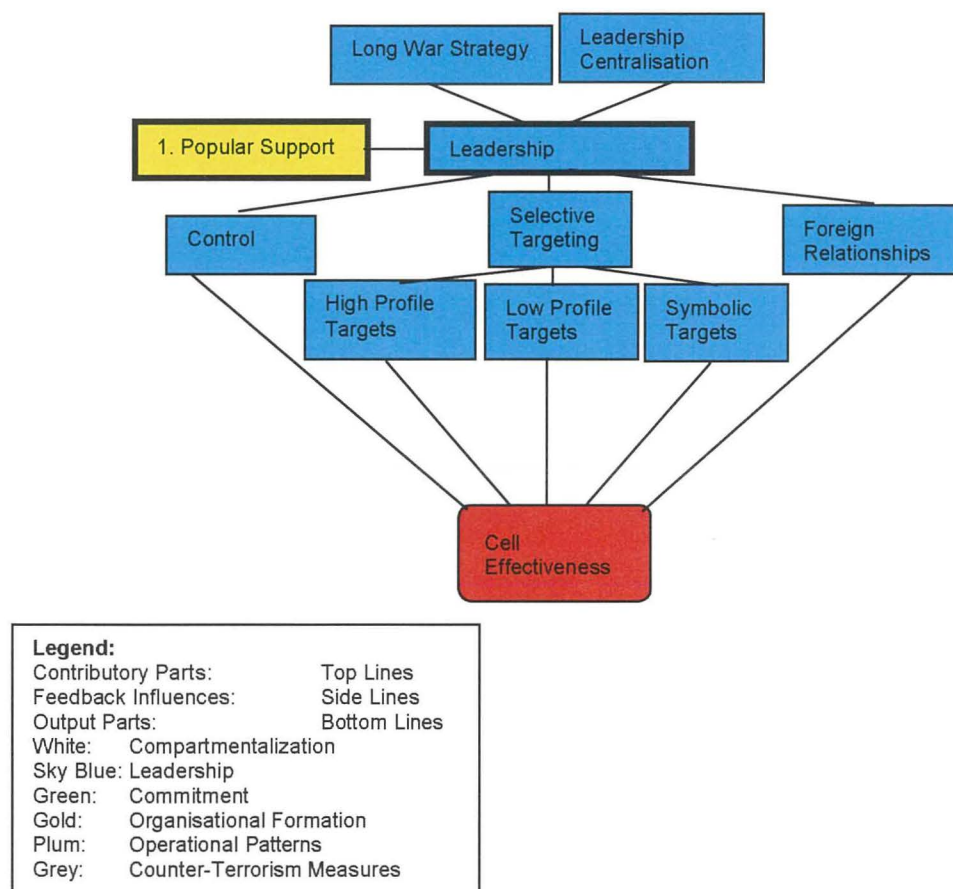 Long War Strategy
Leadership
Centralisation
1. Popular Support
Leadership
Control
Selective
Targeting
Foreign
Relationships
High Profile
Targets
Low Profile
Targets
Symbolic
Targets
Cell
Effectiveness
Legend:
Contributory Parts: Top Lines
Feedback Influences: Side Lines
Output Parts: Bottom Lines
White: Compartmentalization
Sky Blue: Leadership
Green: Commitment
Gold: Organisational Formation
Plum: Operational Patterns
Grey: Counter-Terrorism Measures